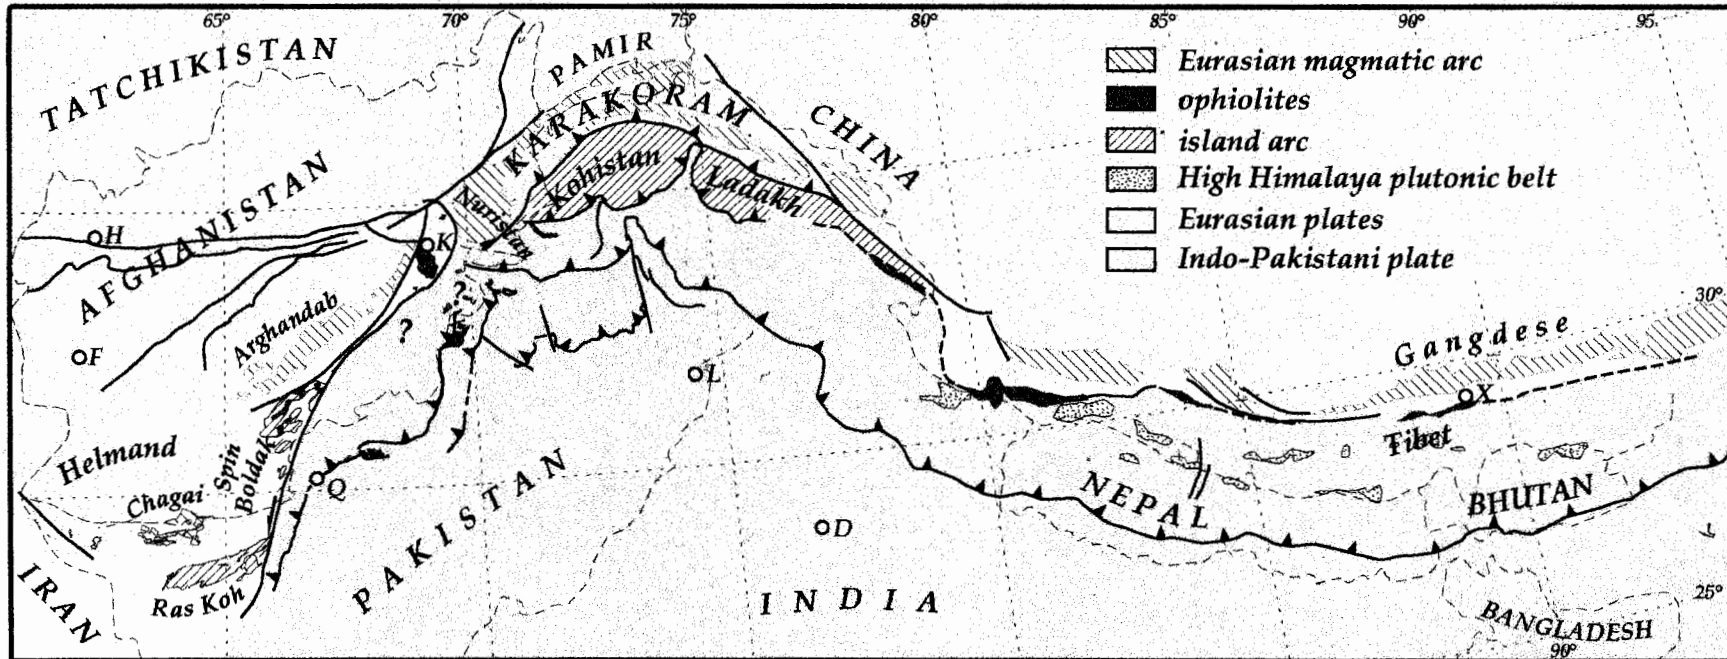 65° 70° 75° 80° 85° 90° 95.
TATCHIKISTAN
PAMIR
KARAKORAM
CHINA
Eurasian magmatic arc
ophiolites
island arc
High Himalaya plutonic belt
Eurasian plates
Indo-Pakistani plate
AFGHANISTAN
Kohistan
Ladakh
Nuristan
H
K
?
?
Arghandab
F
L
30°
Gangdese
X
Tibet
Helmand
Spin
Boldak
Chagai
Q
PAKISTAN
NEPAL
BHUTAN
D
IRAN
Ras Koh
INDIA
25°
BANGLADESH
90°